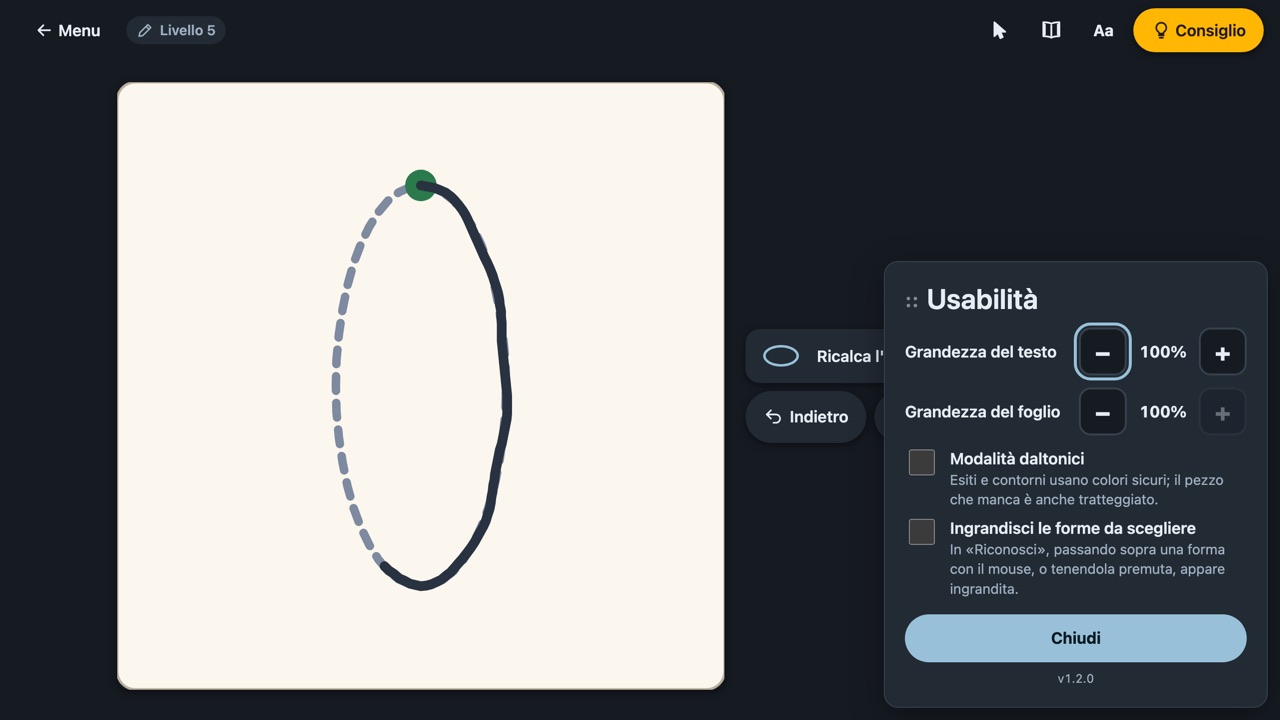 Menu
Livello 5
Aa
Consiglio
Ricalca l'
Indietro
Usabilità
Grandezza del testo
100%
Grandezza del foglio
100%
Modalità daltonici
Esiti e contorni usano colori sicuri; il pezzo
che manca è anche tratteggiato.
Ingrandisci le forme da scegliere
In «Riconosci», passando sopra una forma
con il mouse, o tenendola premuta, appare
ingrandita.
Chiudi
v1.2.0